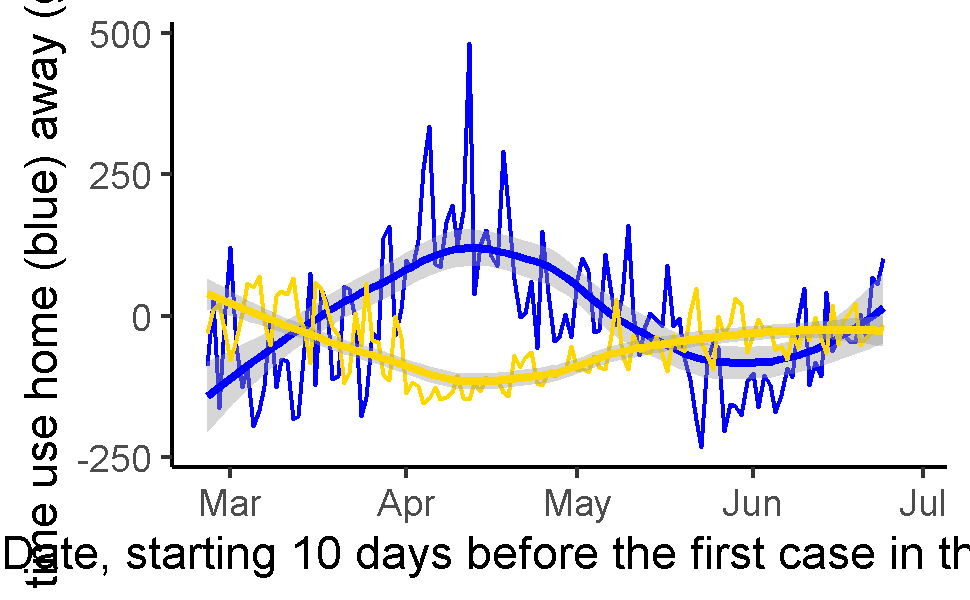 time use home (blue) away (
500
250
0
-250
Mar Apr May Jun Jul
Date, starting 10 days before the first case in th